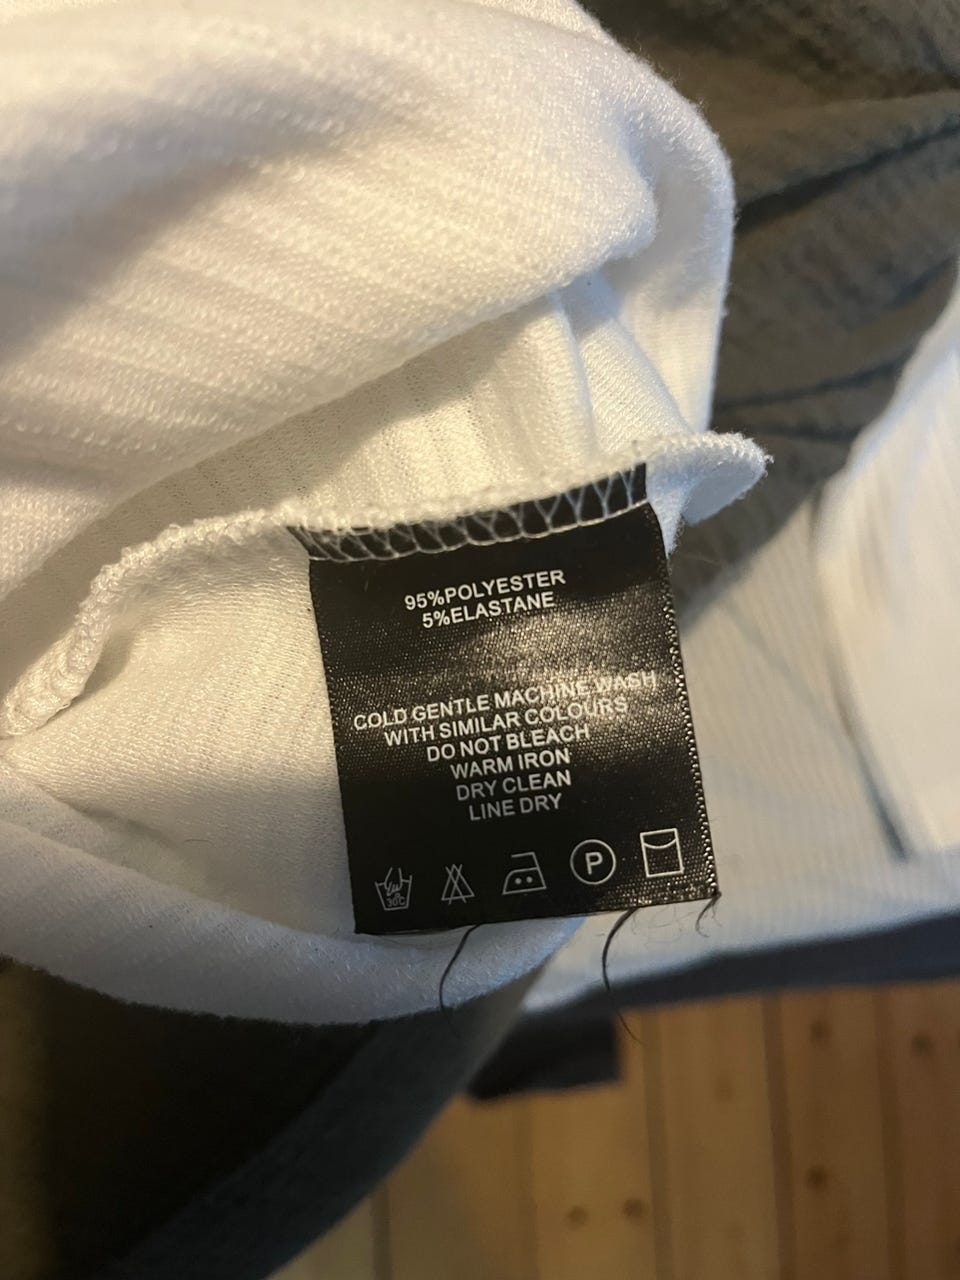 95%POLYESTER
5%ELASTANE
COLD GENTLE MACHINE WASH
WITH SIMILAR COLOURS
DO NOT BLEACH
WARM IRON
DRY CLEAN
LINE DRY
30C P